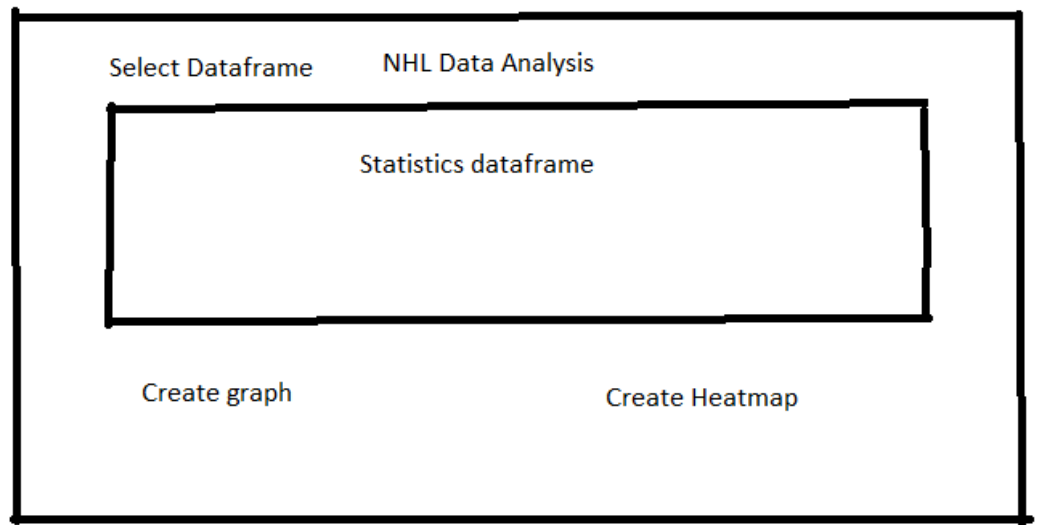 Select Dataframe
NHL Data Analysis
Statistics dataframe
Create graph
Create Heatmap